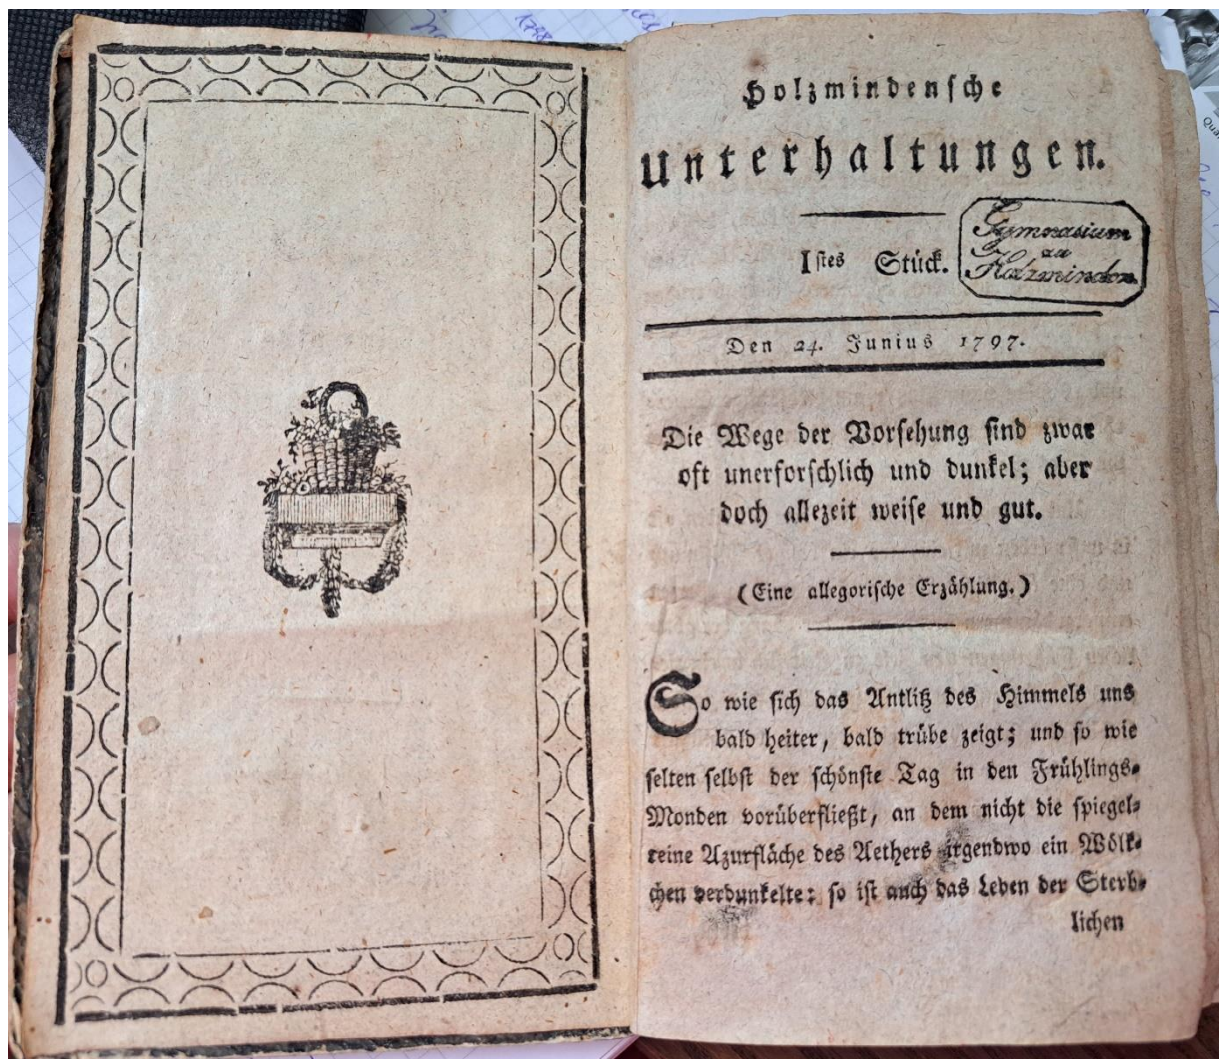 Holzmindensche
Unterhaltungen.
Istes Stück.
Gymnasium
zu
Holzminden
Den 24. Junius 1797.
Die Wege der Vorsehung sind zwar
oft unerforschlich und dunkel; aber
doch allezeit weise und gut.
(Eine allegorische Erzählung.)
So wie sich das Antlitz des Himmels uns
bald heiter, bald trübe zeigt; und so wie
selten selbst der schönste Tag in den Frühlings-
Monden vorüberfließt, an dem nicht die spiegel-
reine Azurfläche des Aethers irgendwo ein Wölk-
chen verdunkelte: so ist auch das Leben der Sterb-
lichen
1798